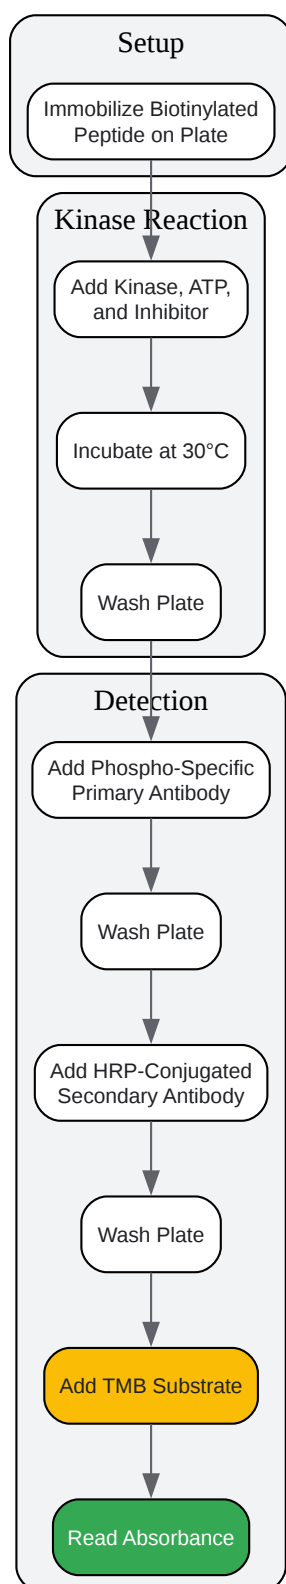 Setup
Immobilize Biotinylated
Peptide on Plate
Kinase Reaction
Add Kinase, ATP,
and Inhibitor
Incubate at 30°C
Wash Plate
Detection
Add Phospho-Specific
Primary Antibody
Wash Plate
Add HRP-Conjugated
Secondary Antibody
Wash Plate
Add TMB Substrate
Read Absorbance